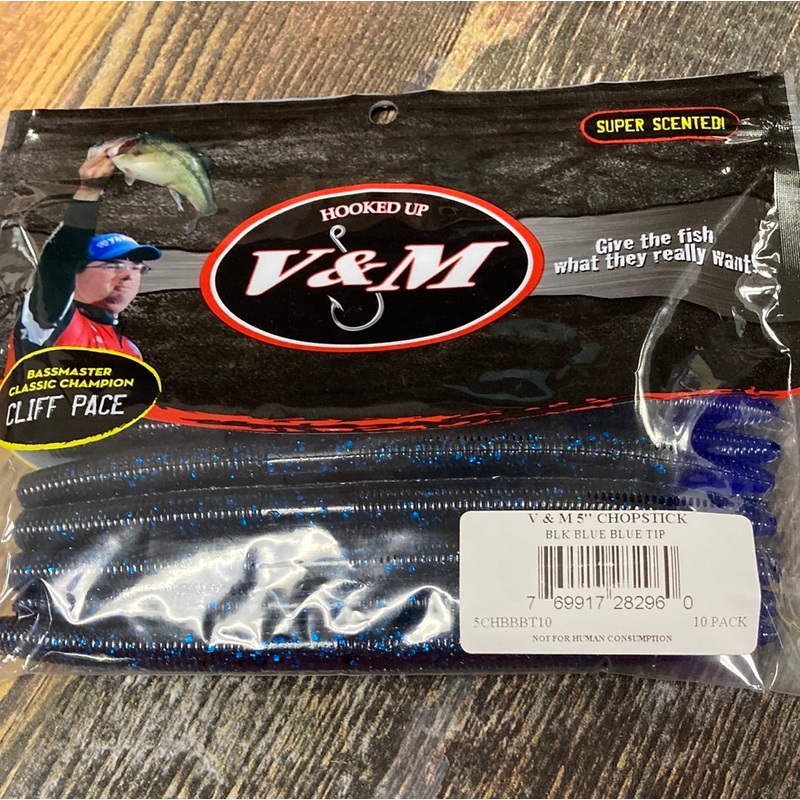 SUPER SCENTED!
HOOKED UP
V&M
Give the fish
what they really want!
BASSMASTER
CLASSIC CHAMPION
CLIFF PACE
V & M 5" CHOPSTICK
BLK BLUE BLUE TIP
7 69917 28296 0
5CHBBBT10 10 PACK
NOT FOR HUMAN CONSUMPTION